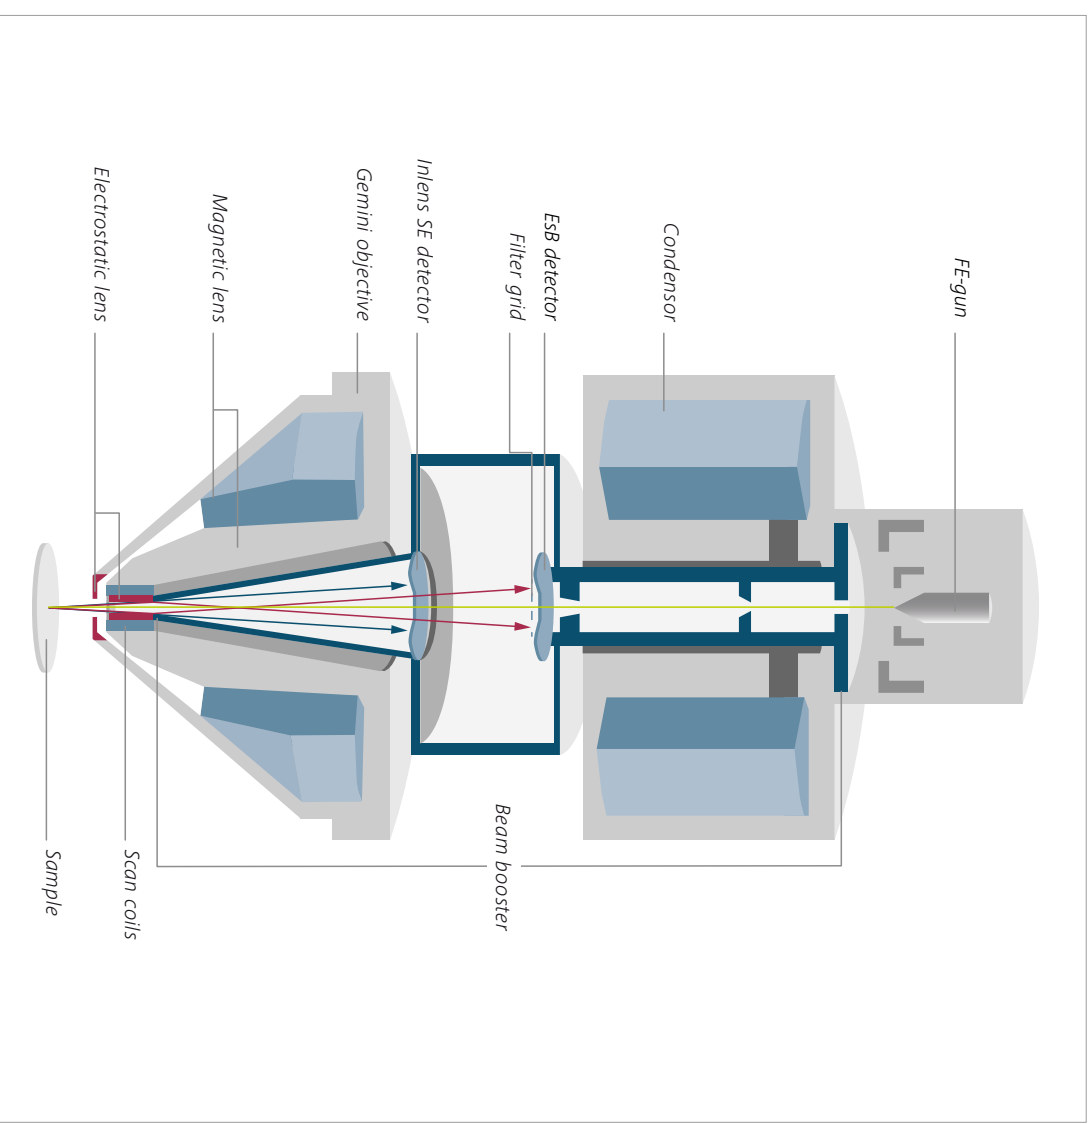 FE-gun
Condensor
EsB detector
Filter grid
Inlens SE detector
Gemini objective
Magnetic lens
Electrostatic lens
Beam booster
Scan coils
Sample